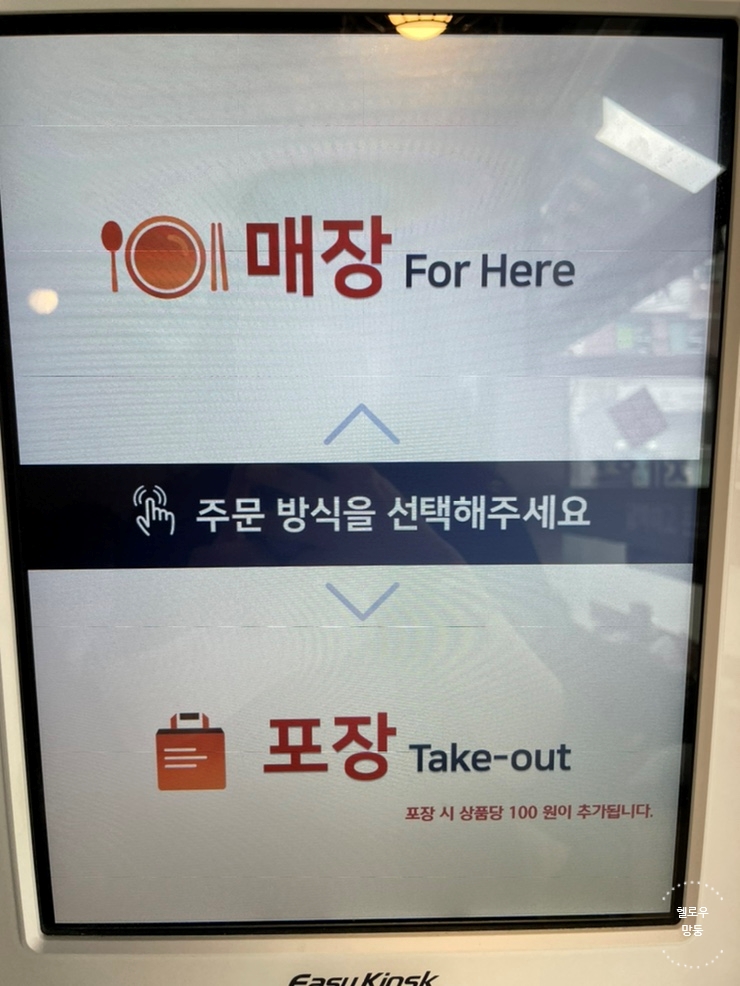 매장 For Here
주문 방식을 선택해주세요
포장 Take-out
포장 시 상품당 100 원이 추가됩니다.
헬로우
망둥
Easy Kiosk